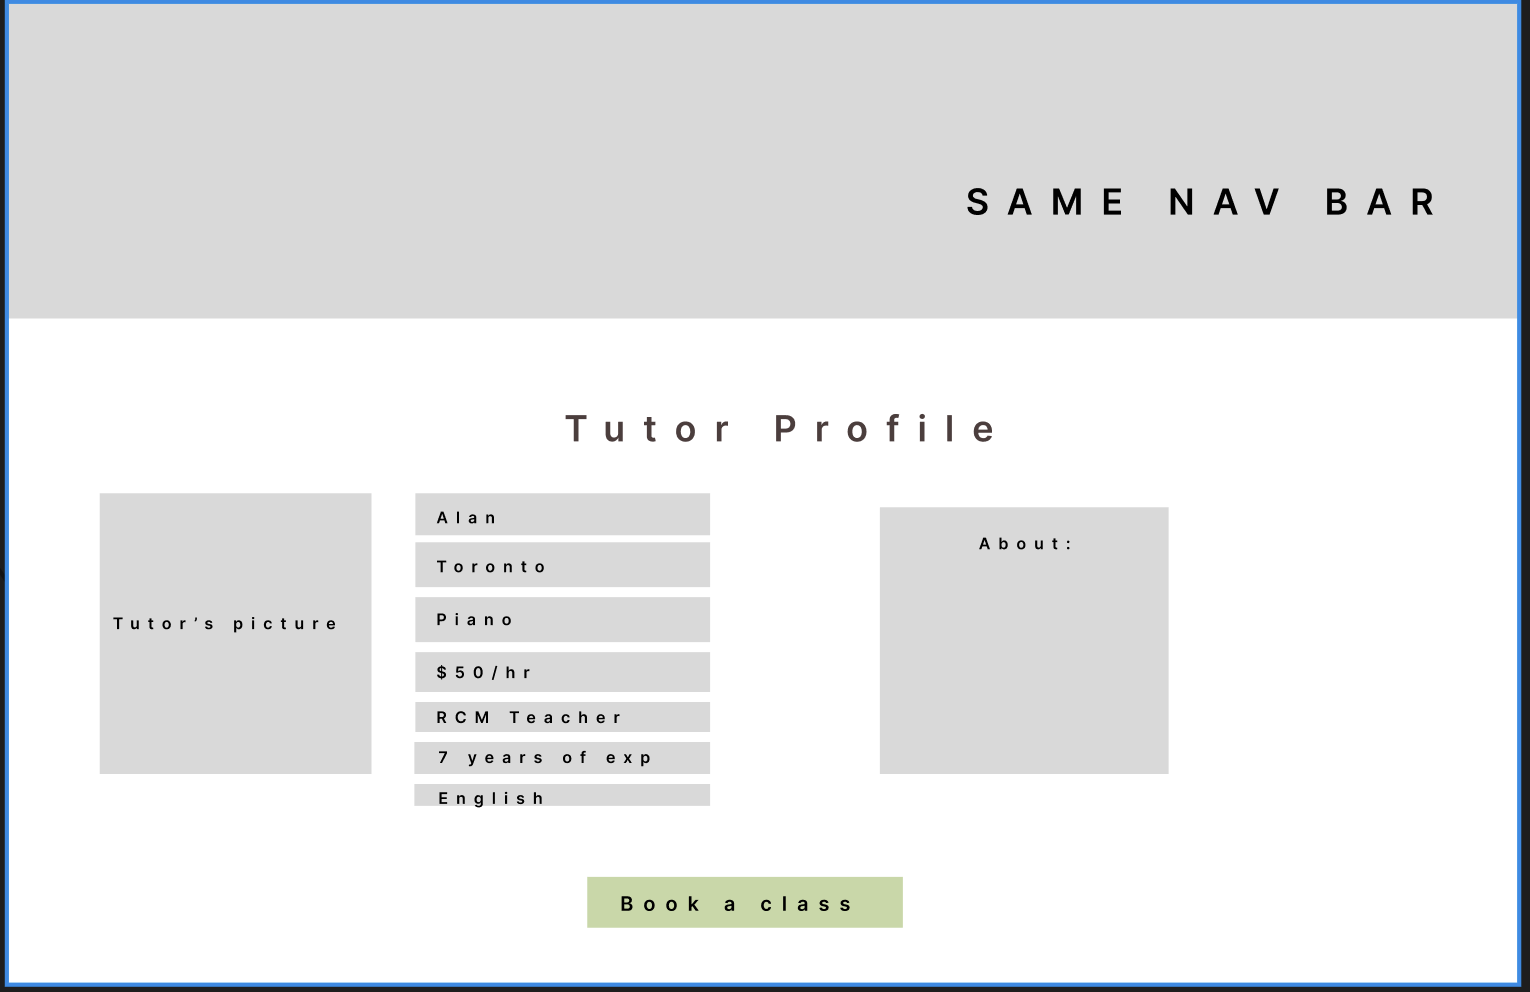 SAME NAV BAR
Tutor Profile
Tutor’s picture
Alan
Toronto
Piano
$50/hr
RCM Teacher
7 years of exp
English
About:
Book a class